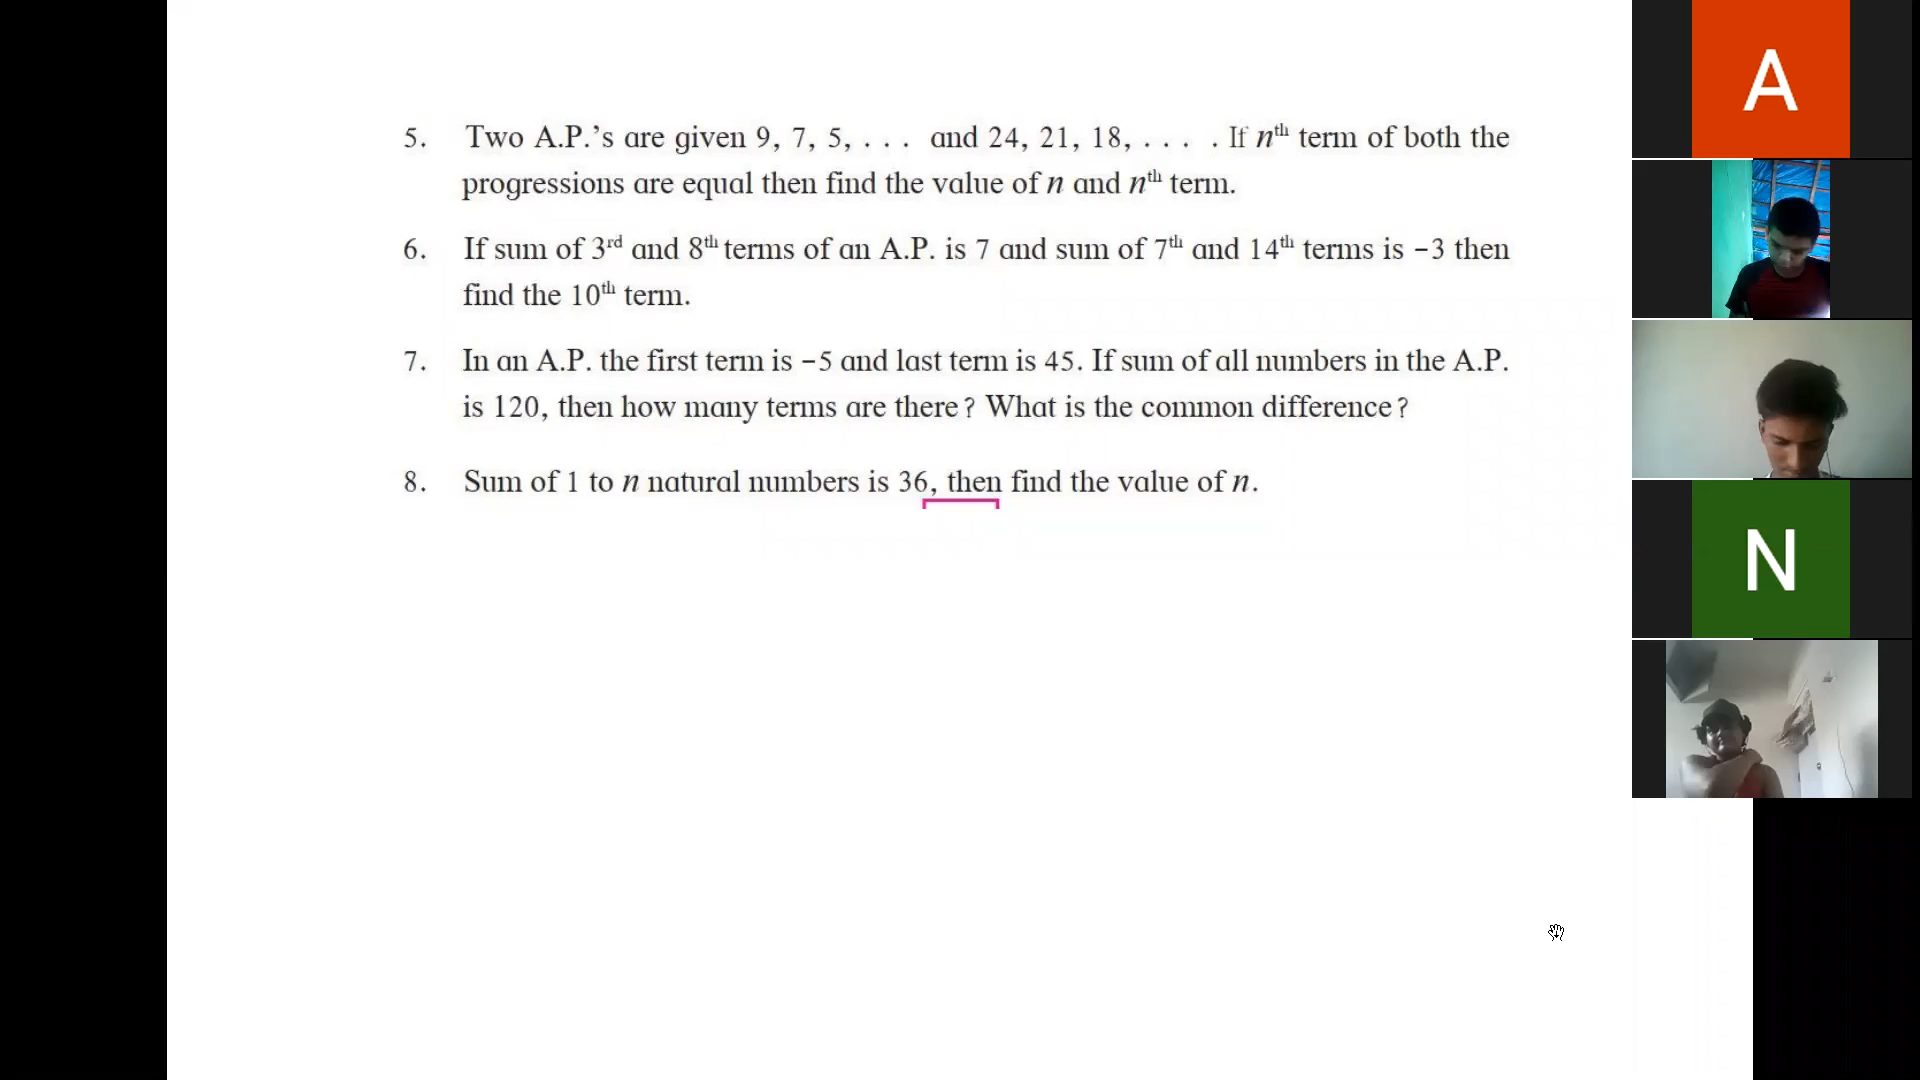 5. Two A.P.’s are given 9, 7, 5, . . . and 24, 21, 18, . . . . If nᵗʰ term of both the
progressions are equal then find the value of n and nᵗʰ term.
6. If sum of 3ʳᵈ and 8ᵗʰ terms of an A.P. is 7 and sum of 7ᵗʰ and 14ᵗʰ terms is −3 then
find the 10ᵗʰ term.
7. In an A.P. the first term is −5 and last term is 45. If sum of all numbers in the A.P.
is 120, then how many terms are there? What is the common difference?
8. Sum of 1 to n natural numbers is 36, then find the value of n.
A
N